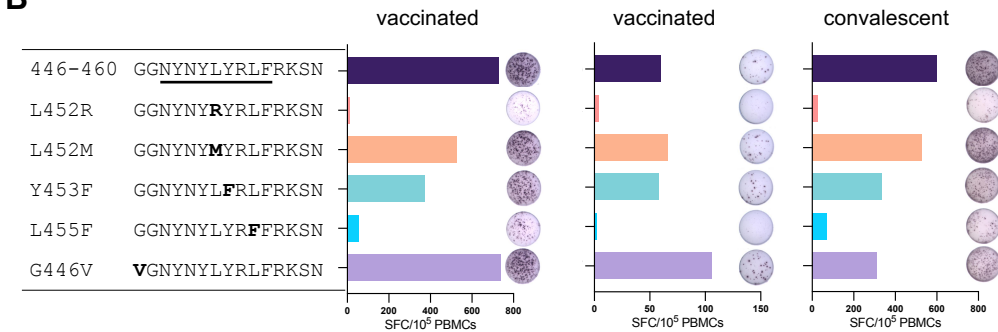 B
vaccinated vaccinated convalescent
446-460 GGNYNYLYRLFRKSN
L452R GGNYNYRYRLFRKSN
L452M GGNYNYMYRLFRKSN
Y453F GGNYNYLFRLFRKSN
L455F GGNYNYLYRFFRKSN
G446V VGNYNYLYRLFRKSN
0 200 400 600 800 0 50 100 150 0 200 400 600 800
SFC/10⁵ PBMCs SFC/10⁵ PBMCs SFC/10⁵ PBMCs